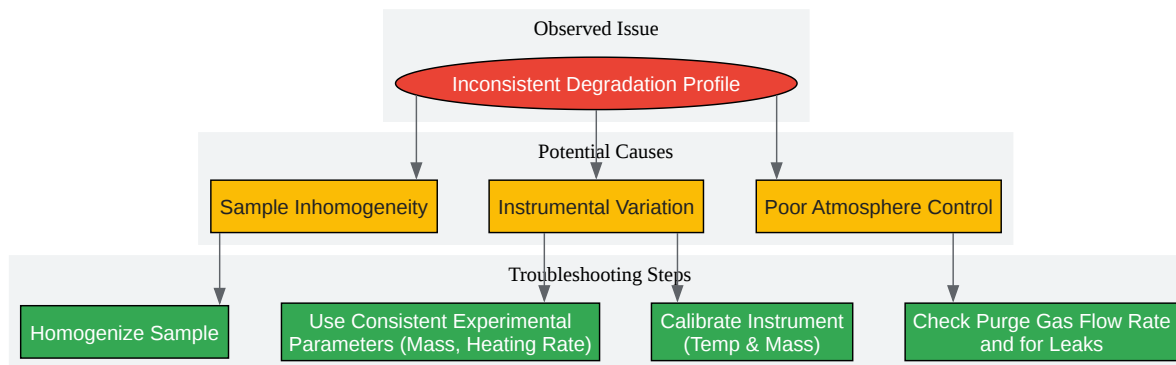 Observed Issue
Inconsistent Degradation Profile
Potential Causes
Sample Inhomogeneity
Instrumental Variation
Poor Atmosphere Control
Troubleshooting Steps
Homogenize Sample
Use Consistent Experimental
Parameters (Mass, Heating Rate)
Calibrate Instrument
(Temp & Mass)
Check Purge Gas Flow Rate
and for Leaks